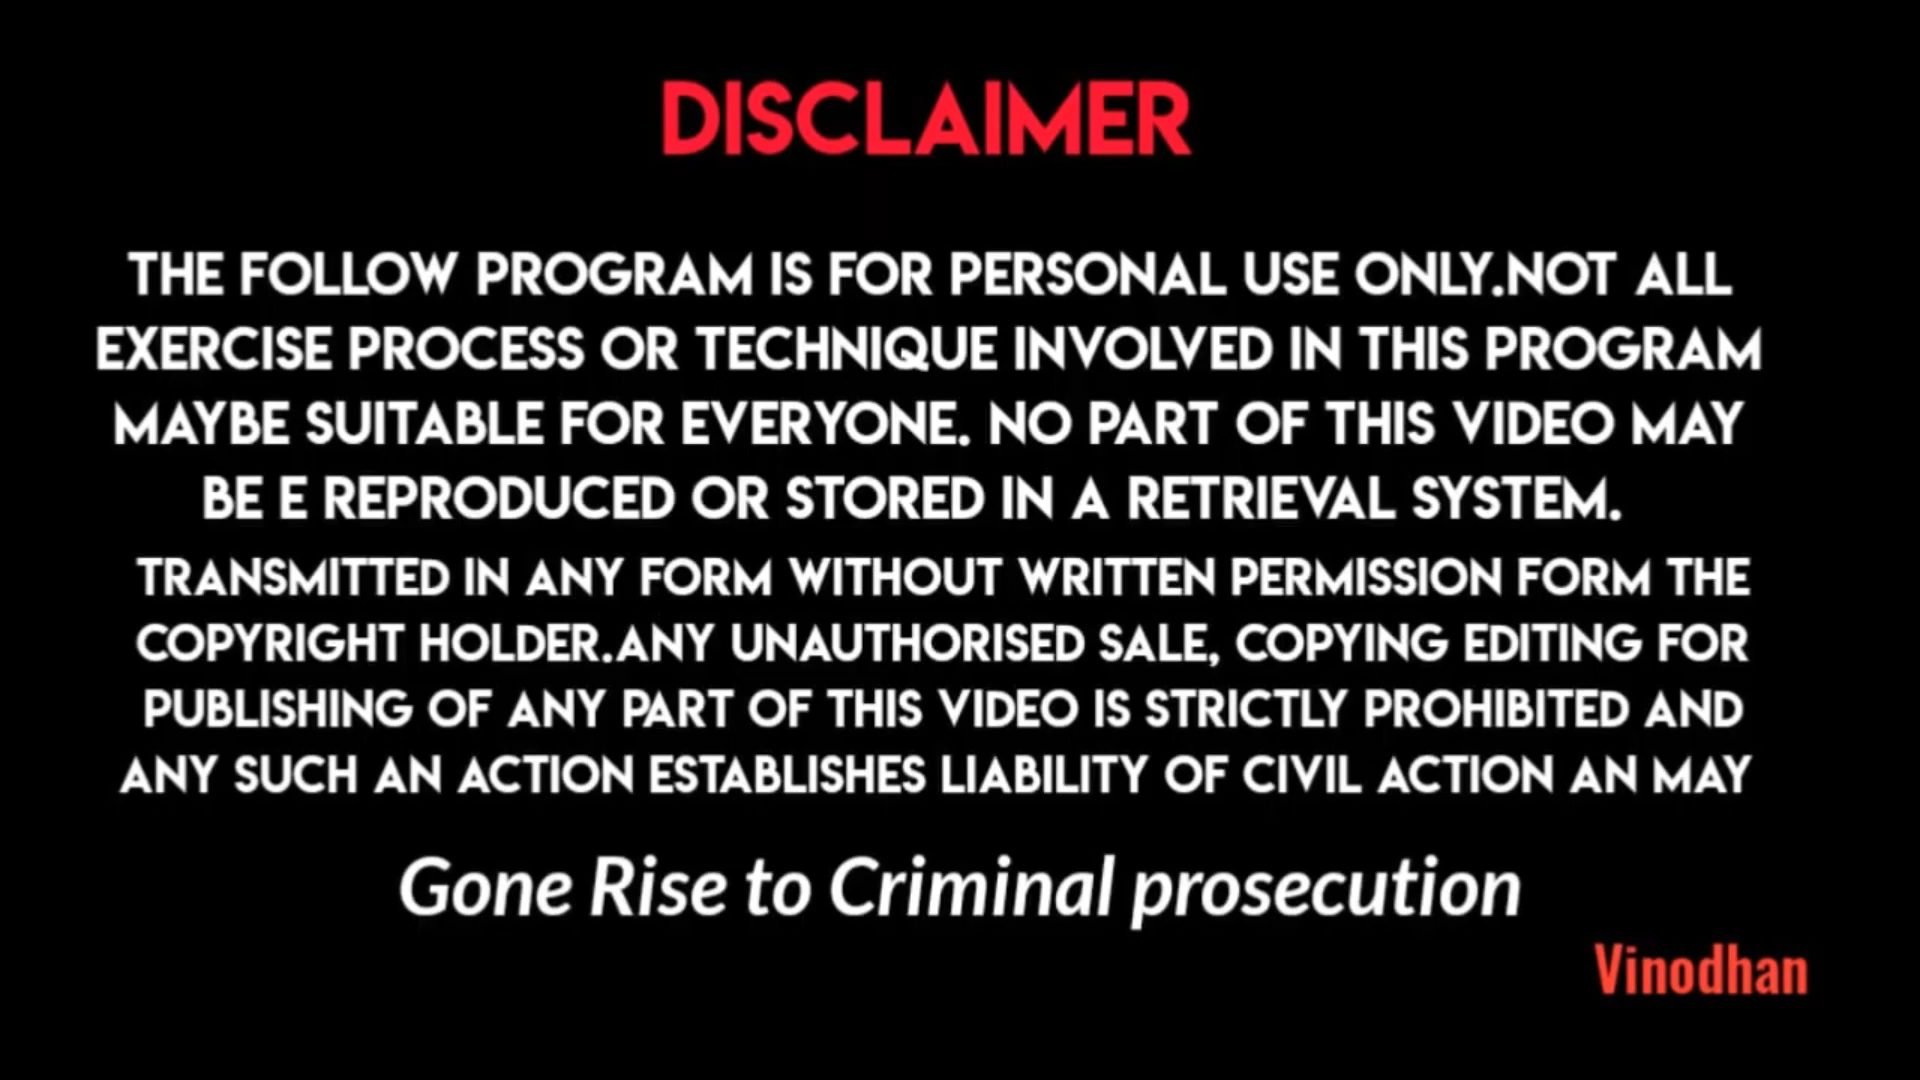 DISCLAIMER
THE FOLLOW PROGRAM IS FOR PERSONAL USE ONLY.NOT ALL
EXERCISE PROCESS OR TECHNIQUE INVOLVED IN THIS PROGRAM
MAYBE SUITABLE FOR EVERYONE. NO PART OF THIS VIDEO MAY
BE E REPRODUCED OR STORED IN A RETRIEVAL SYSTEM.
TRANSMITTED IN ANY FORM WITHOUT WRITTEN PERMISSION FORM THE
COPYRIGHT HOLDER.ANY UNAUTHORISED SALE, COPYING EDITING FOR
PUBLISHING OF ANY PART OF THIS VIDEO IS STRICTLY PROHIBITED AND
ANY SUCH AN ACTION ESTABLISHES LIABILITY OF CIVIL ACTION AN MAY
Gone Rise to Criminal prosecution
Vinodhan